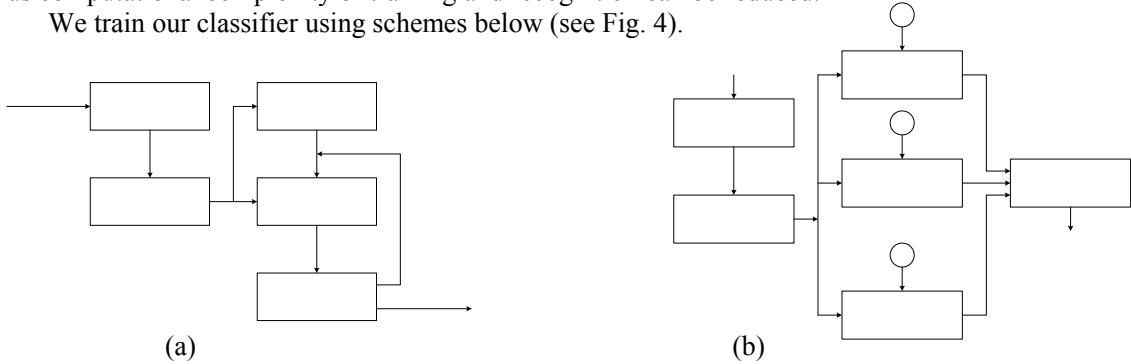 We train our classifier using schemes below (see Fig. 4).
(a) (b)